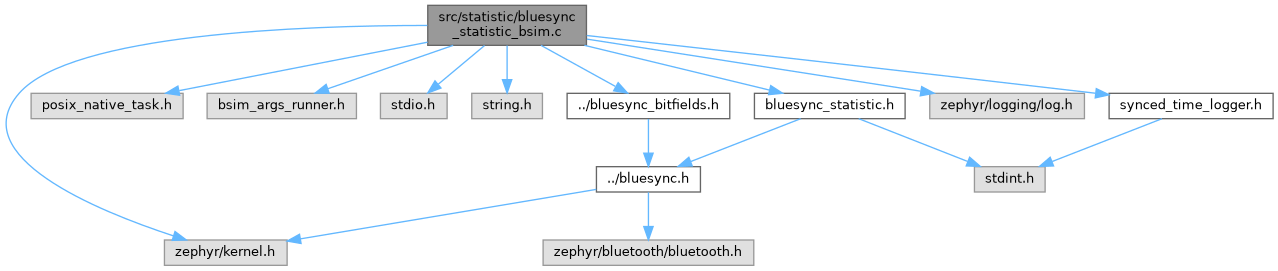 src/statistic/bluesync
_statistic_bsim.c
posix_native_task.h
bsim_args_runner.h
stdio.h
string.h
../bluesync_bitfields.h
bluesync_statistic.h
zephyr/logging/log.h
synced_time_logger.h
../bluesync.h
stdint.h
zephyr/kernel.h
zephyr/bluetooth/bluetooth.h